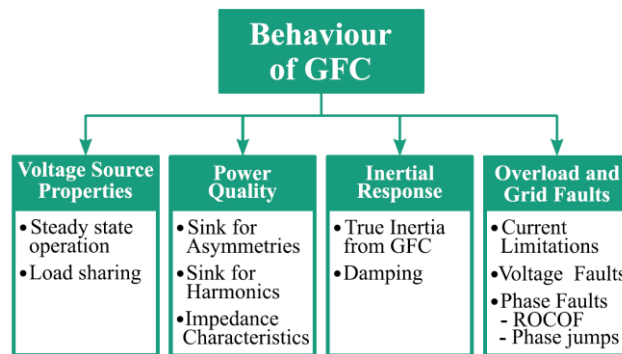 Behaviour
of GFC
Voltage Source
Properties
•Steady state
operation
•Load sharing
Power
Quality
•Sink for
Asymmetries
•Sink for
Harmonics
•Impedance
Characteristics
Inertial
Response
•True Inertia
from GFC
•Damping
Overload and
Grid Faults
•Current
Limitations
•Voltage Faults
•Phase Faults
- ROCOF
- Phase jumps